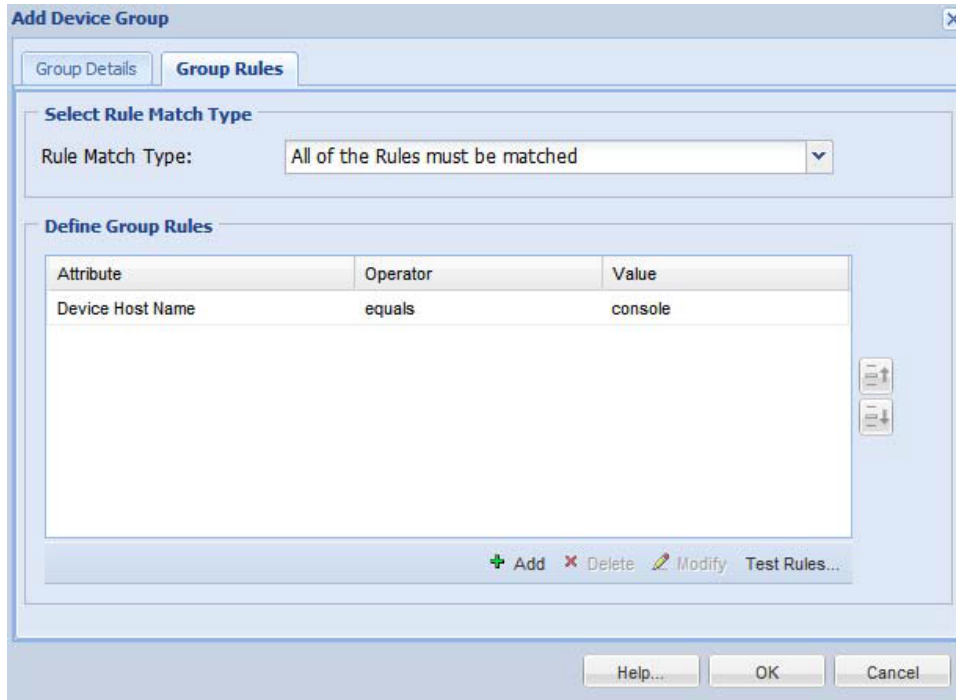 Add Device Group
Group Details Group Rules
Select Rule Match Type
Rule Match Type: All of the Rules must be matched
Define Group Rules
Attribute Operator Value
Device Host Name equals console
Add Delete Modify Test Rules...
Help... OK Cancel